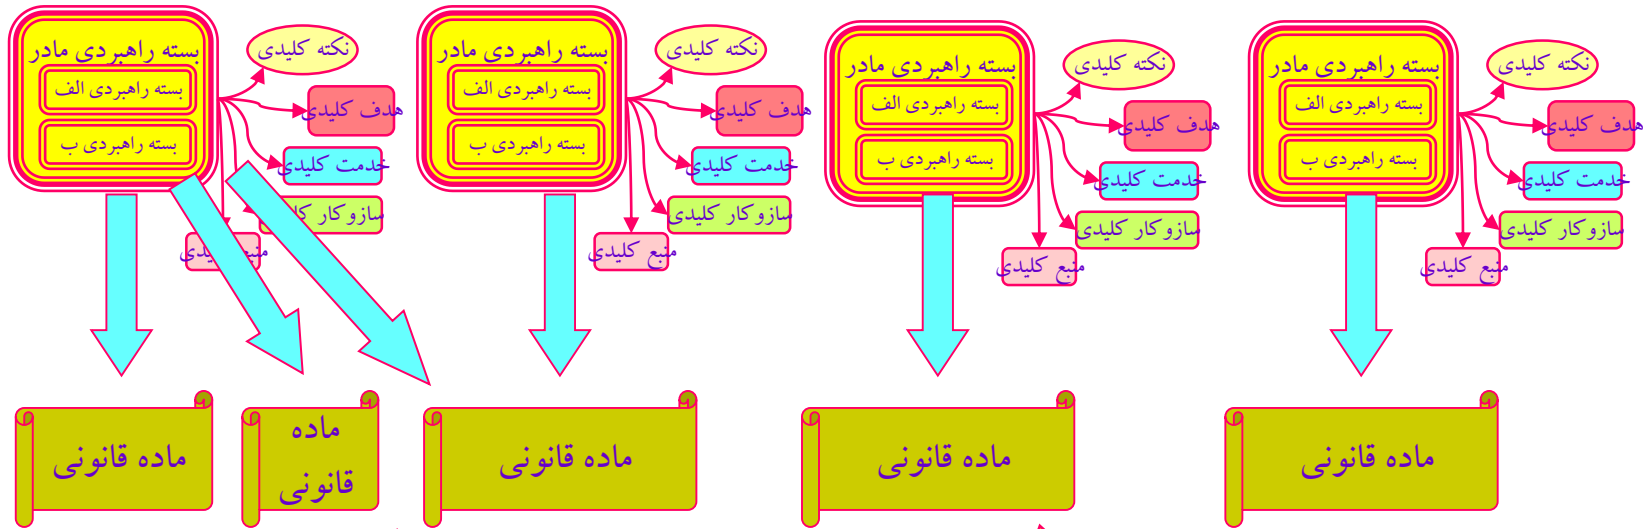 بسته راهبردی مادر
بسته راهبردی الف
بسته راهبردی ب
نکته کلیدی
هدف کلیدی
خدمت کلیدی
سازوکار کلیدی
منبع کلیدی
بسته راهبردی مادر
بسته راهبردی الف
بسته راهبردی ب
نکته کلیدی
هدف کلیدی
خدمت کلیدی
سازوکار کلیدی
منبع کلیدی
بسته راهبردی مادر
بسته راهبردی الف
بسته راهبردی ب
نکته کلیدی
هدف کلیدی
خدمت کلیدی
سازوکار کلیدی
منبع کلیدی
بسته راهبردی مادر
بسته راهبردی الف
بسته راهبردی ب
نکته کلیدی
هدف کلیدی
خدمت کلیدی
سازوکار کلیدی
منبع کلیدی
ماده قانونی
ماده قانونی
ماده قانونی
ماده
قانونی
ماده قانونی